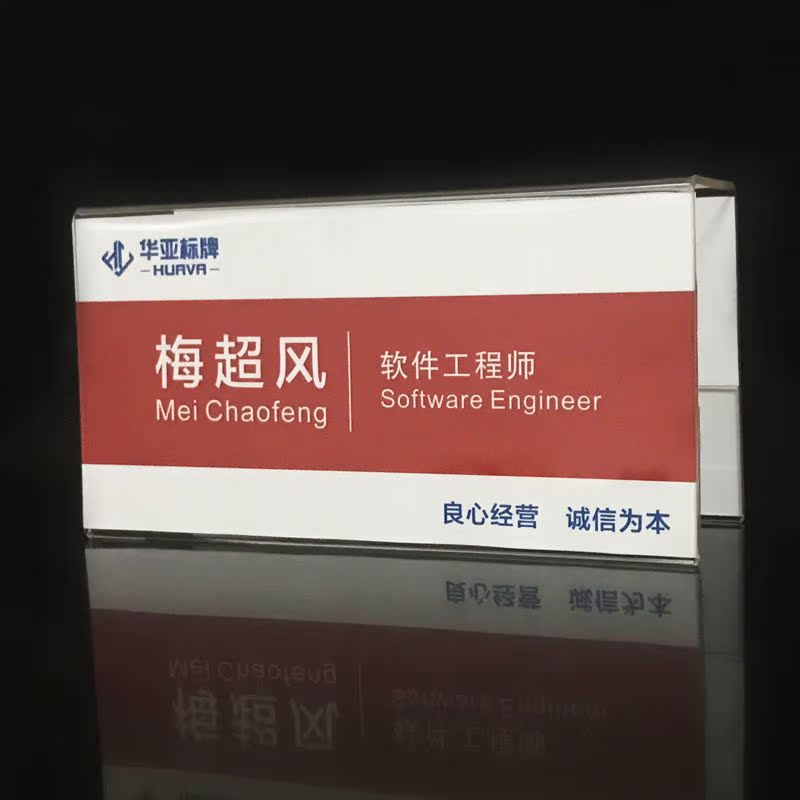 华亚标牌
HUAYA
梅超风
Mei Chaofeng
软件工程师
Software Engineer
良心经营 诚信为本